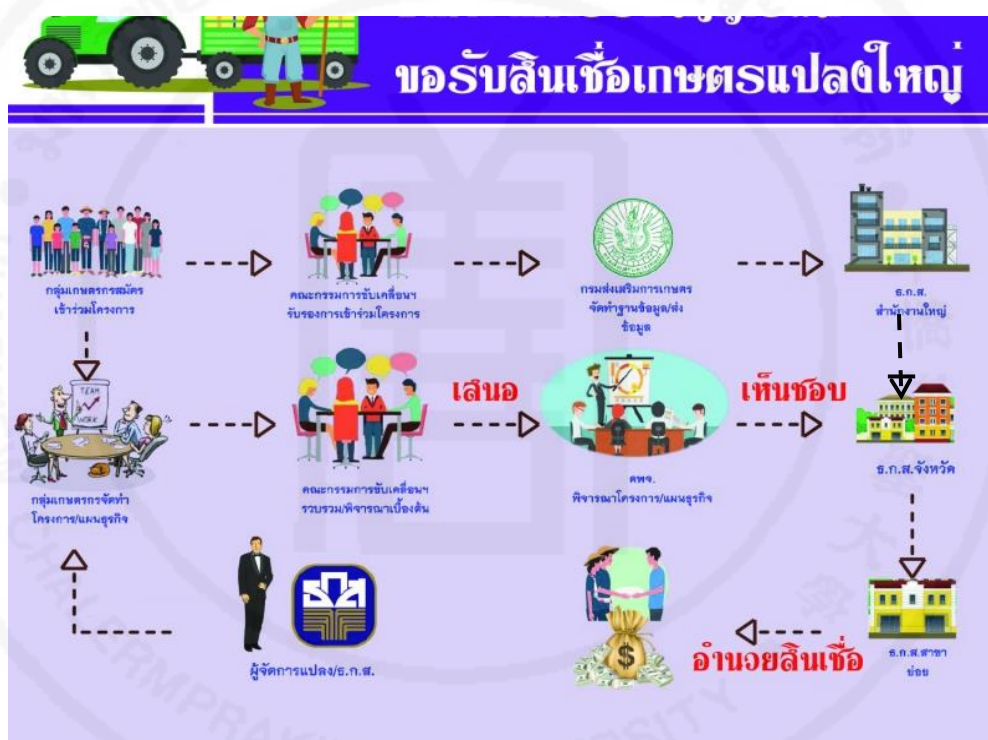 ขอรับสินเชื่อเกษตรแปลงใหญ่
กลุ่มเกษตรกรสมัคร
เข้าร่วมโครงการ
คณะกรรมการขับเคลื่อนฯ
รับรองการเข้าร่วมโครงการ
กรมส่งเสริมการเกษตร
จัดทำฐานข้อมูล/ส่ง
ข้อมูล
ธ.ก.ส.
สำนักงานใหญ่
TEAM
WORK
กลุ่มเกษตรกรจัดทำ
โครงการ/แผนธุรกิจ
คณะกรรมการขับเคลื่อนฯ
รวบรวม/พิจารณาเบื้องต้น
เสนอ
คพจ.
พิจารณาโครงการ/แผนธุรกิจ
เห็นชอบ
ธ.ก.ส.จังหวัด
ผู้จัดการแปลง/ธ.ก.ส.
$
อำนวยสินเชื่อ
ธ.ก.ส.สาขา
ย่อย